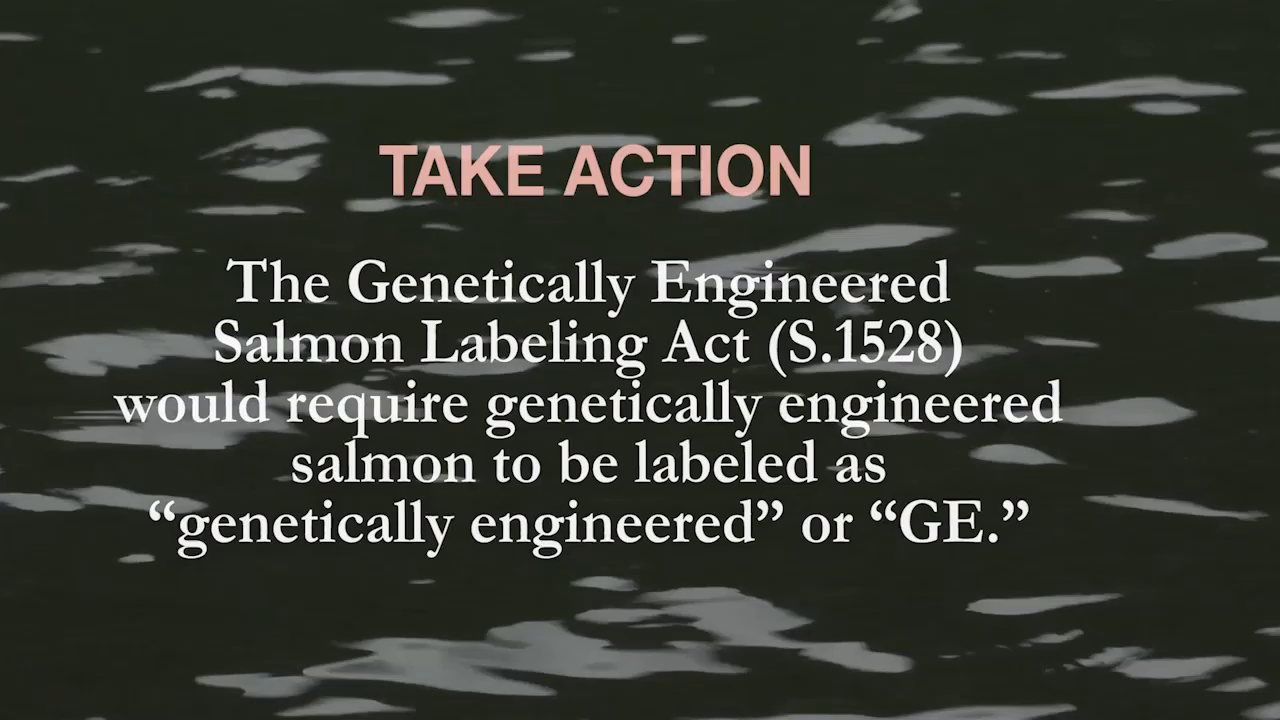 TAKE ACTION
The Genetically Engineered
Salmon Labeling Act (S.1528)
would require genetically engineered
salmon to be labeled as
“genetically engineered” or “GE.”